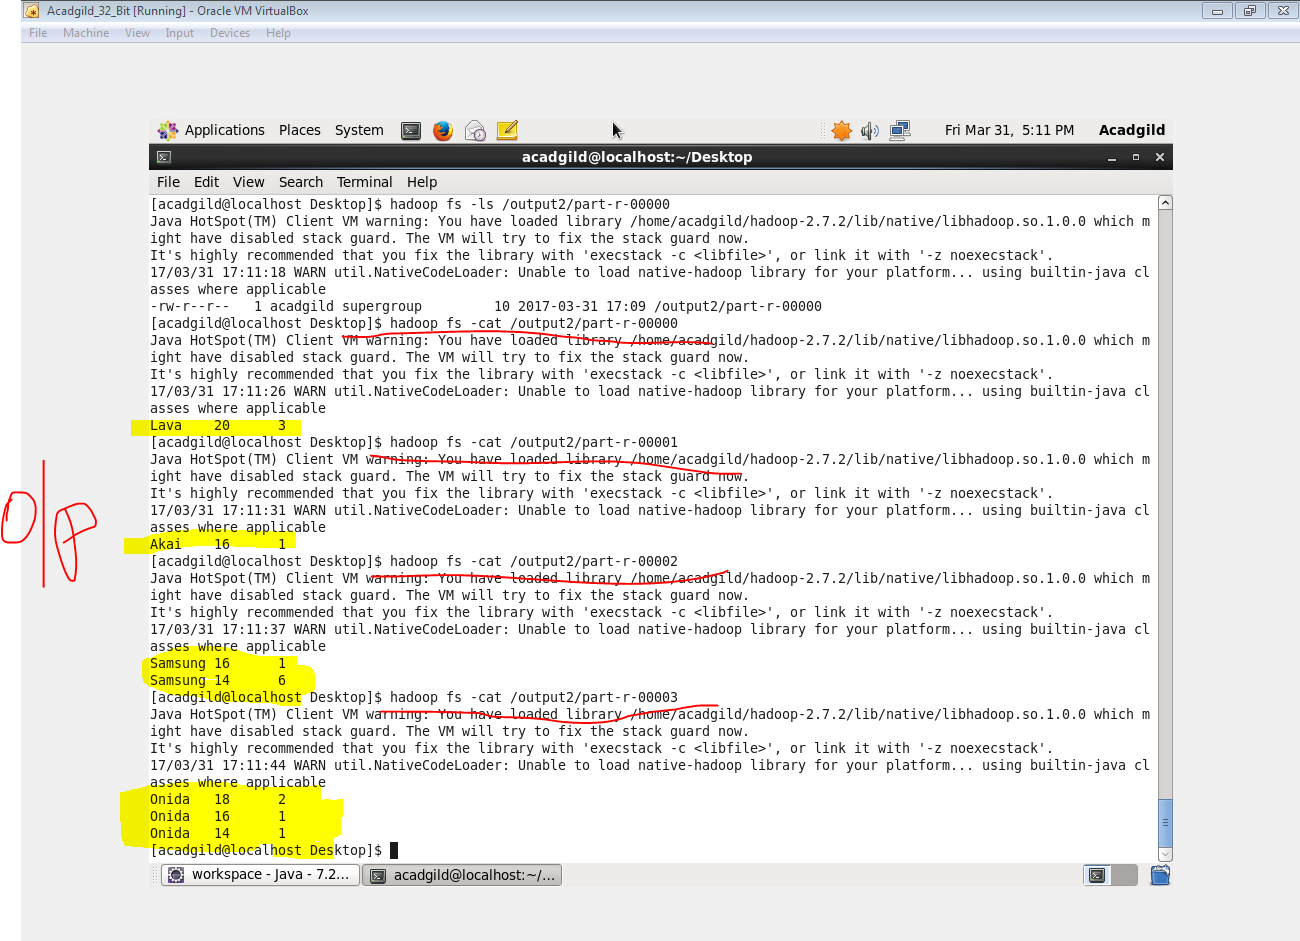 Acadgild_32_Bit [Running] - Oracle VM VirtualBox
File Machine View Input Devices Help
Applications Places System Fri Mar 31, 5:11 PM Acadgild
acadgild@localhost:~/Desktop
File Edit View Search Terminal Help
[acadgild@localhost Desktop]$ hadoop fs -ls /output2/part-r-00000
Java HotSpot(TM) Client VM warning: You have loaded library /home/acadgild/hadoop-2.7.2/lib/native/libhadoop.so.1.0.0 which m
ight have disabled stack guard. The VM will try to fix the stack guard now.
It's highly recommended that you fix the library with 'execstack -c <libfile>', or link it with '-z noexecstack'.
17/03/31 17:11:18 WARN util.NativeCodeLoader: Unable to load native-hadoop library for your platform... using builtin-java cl
asses where applicable
-rw-r--r-- 1 acadgild supergroup 10 2017-03-31 17:09 /output2/part-r-00000
[acadgild@localhost Desktop]$ hadoop fs -cat /output2/part-r-00000
Java HotSpot(TM) Client VM warning: You have loaded library /home/acadgild/hadoop-2.7.2/lib/native/libhadoop.so.1.0.0 which m
ight have disabled stack guard. The VM will try to fix the stack guard now.
It's highly recommended that you fix the library with 'execstack -c <libfile>', or link it with '-z noexecstack'.
17/03/31 17:11:26 WARN util.NativeCodeLoader: Unable to load native-hadoop library for your platform... using builtin-java cl
asses where applicable
Lava 20 3
[acadgild@localhost Desktop]$ hadoop fs -cat /output2/part-r-00001
Java HotSpot(TM) Client VM warning: You have loaded library /home/acadgild/hadoop-2.7.2/lib/native/libhadoop.so.1.0.0 which m
ight have disabled stack guard. The VM will try to fix the stack guard now.
It's highly recommended that you fix the library with 'execstack -c <libfile>', or link it with '-z noexecstack'.
17/03/31 17:11:31 WARN util.NativeCodeLoader: Unable to load native-hadoop library for your platform... using builtin-java cl
asses where applicable
O/P
Akai 16 1
[acadgild@localhost Desktop]$ hadoop fs -cat /output2/part-r-00002
Java HotSpot(TM) Client VM warning: You have loaded library /home/acadgild/hadoop-2.7.2/lib/native/libhadoop.so.1.0.0 which m
ight have disabled stack guard. The VM will try to fix the stack guard now.
It's highly recommended that you fix the library with 'execstack -c <libfile>', or link it with '-z noexecstack'.
17/03/31 17:11:37 WARN util.NativeCodeLoader: Unable to load native-hadoop library for your platform... using builtin-java cl
asses where applicable
Samsung 16 1
Samsung 14 6
[acadgild@localhost Desktop]$ hadoop fs -cat /output2/part-r-00003
Java HotSpot(TM) Client VM warning: You have loaded library /home/acadgild/hadoop-2.7.2/lib/native/libhadoop.so.1.0.0 which m
ight have disabled stack guard. The VM will try to fix the stack guard now.
It's highly recommended that you fix the library with 'execstack -c <libfile>', or link it with '-z noexecstack'.
17/03/31 17:11:44 WARN util.NativeCodeLoader: Unable to load native-hadoop library for your platform... using builtin-java cl
asses where applicable
Onida 18 2
Onida 16 1
Onida 14 1
[acadgild@localhost Desktop]$
workspace - Java - 7.2... acadgild@localhost:~/...